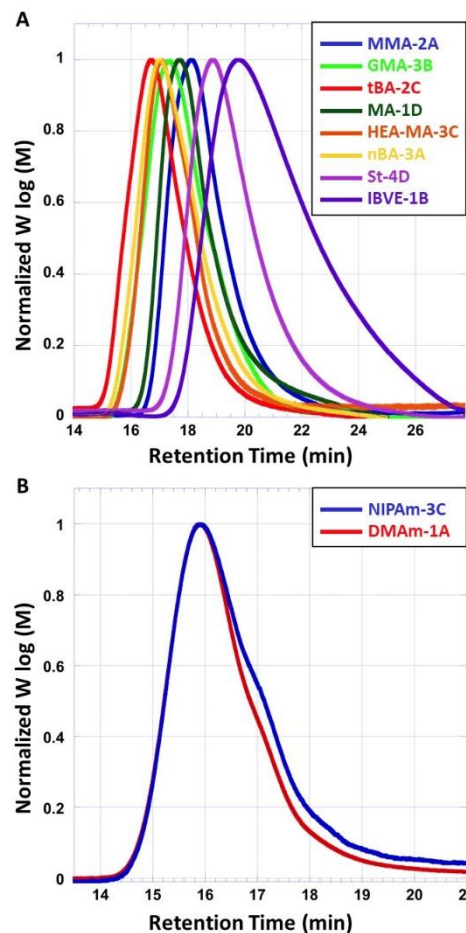 A
MMA-2A
GMA-3B
tBA-2C
MA-1D
HEA-MA-3C
nBA-3A
St-4D
IBVE-1B
Normalized W log (M)
1
0.8
0.6
0.4
0.2
0
14 16 18 20 22 24 26
Retention Time (min)
B
NIPAm-3C
DMAm-1A
Normalized W log (M)
1
0.8
0.6
0.4
0.2
0
14 15 16 17 18 19 20
Retention Time (min)